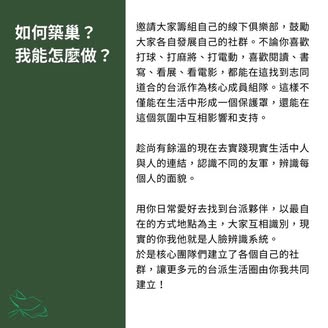 如何築巢？
我能怎麼做？
邀請大家籌組自己的線下俱樂部，鼓勵
大家各自發展自己的社群。不論你喜歡
打球、打麻將、打電動，喜歡閱讀、書
寫、看展、看電影，都能在這找到志同
道合的台派作為核心成員組隊。這樣不
僅能在生活中形成一個保護罩，還能在
這個氛圍中互相影響和支持。
趁尚有餘溫的現在去實踐現實生活中人
與人的連結，認識不同的友軍，辨識每
個人的面貌。
用你日常愛好去找到台派夥伴，以最自
在的方式地點為主，大家互相識別，現
實的你我他就是人臉辨識系統。
於是核心團隊們建立了各個自己的社
群，讓更多元的台派生活圈由你我共同
建立！